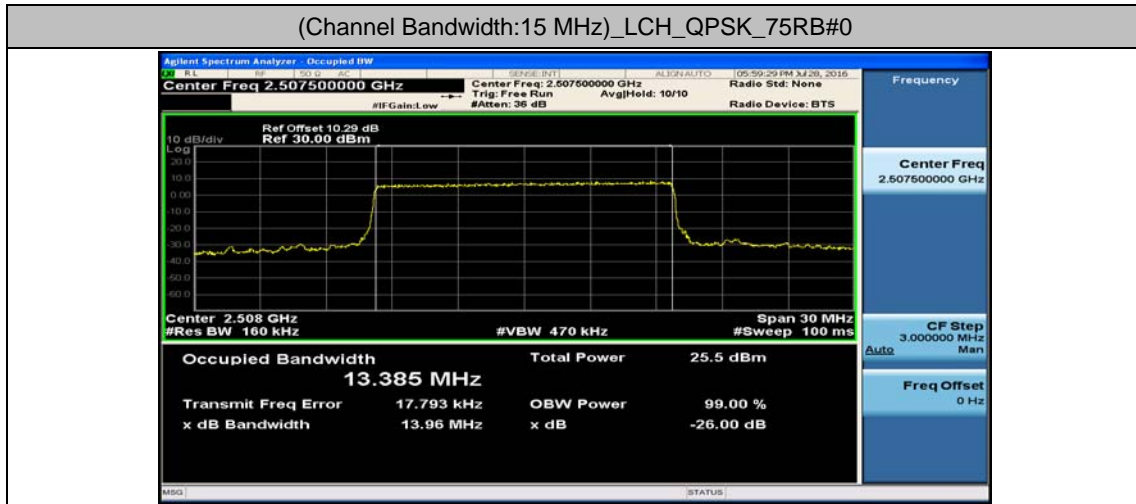 (Channel Bandwidth:15 MHz)_LCH_QPSK_75RB#0
Agilent Spectrum Analyzer - Occupied BW
RL RF 50 Ω AC SENSE:INT ALIGN AUTO 05:59:29 PM Jul 28, 2016
Center Freq 2.507500000 GHz
Center Freq: 2.507500000 GHz
Radio Std: None
Trig: Free Run Avg|Hold: 10/10
#IFGain:Low #Atten: 36 dB Radio Device: BTS
Frequency
Ref Offset 10.29 dB
10 dB/div Ref 30.00 dBm
Log
20.0
10.0
0.00
-10.0
-20.0
-30.0
-40.0
-50.0
-60.0
Center Freq
2.507500000 GHz
Center 2.508 GHz Span 30 MHz
#Res BW 160 kHz #VBW 470 kHz #Sweep 100 ms
CF Step
3.000000 MHz
Auto Man
Occupied Bandwidth Total Power 25.5 dBm
13.385 MHz
Transmit Freq Error 17.793 kHz OBW Power 99.00 %
x dB Bandwidth 13.96 MHz x dB -26.00 dB
Freq Offset
0 Hz
MSG STATUS